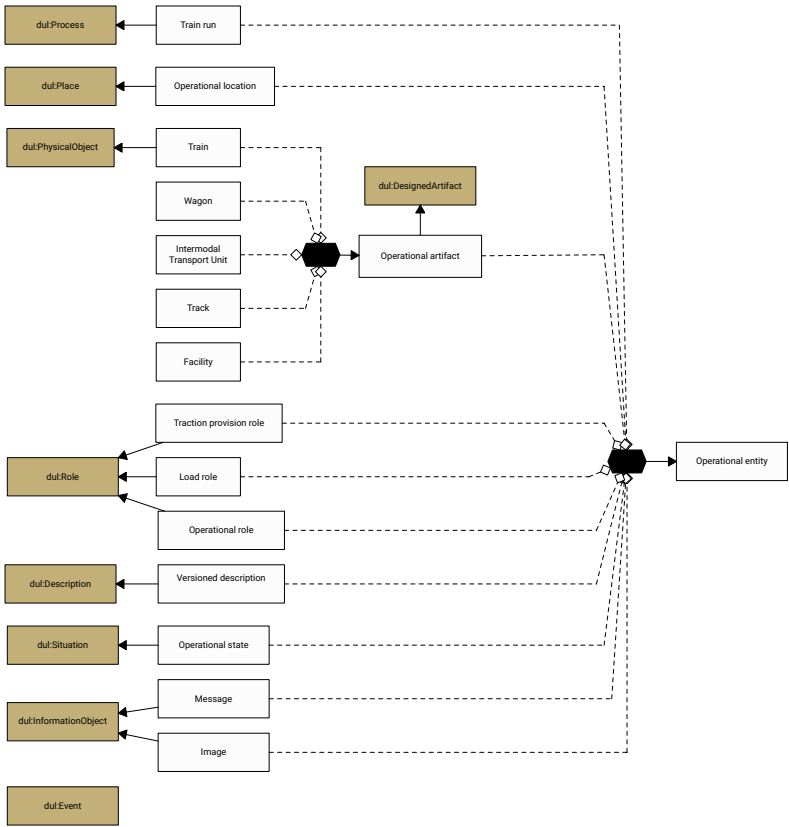 dul:Process
Train run
dul:Place
Operational location
dul:PhysicalObject
Train
dul:DesignedArtifact
Wagon
Intermodal
Transport Unit
Operational artifact
Track
Facility
Traction provision role
Operational entity
dul:Role
Load role
Operational role
dul:Description
Versioned description
dul:Situation
Operational state
Message
dul:InformationObject
Image
dul:Event